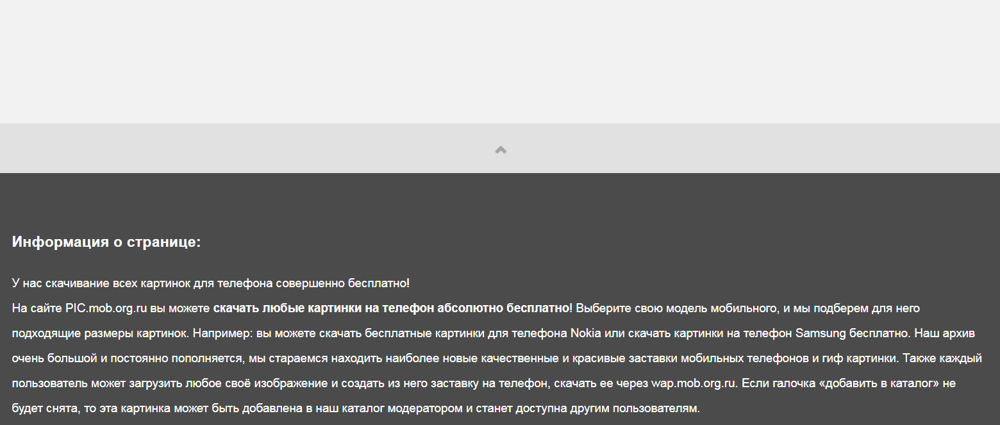 Информация о странице:
У нас скачивание всех картинок для телефона совершенно бесплатно!
На сайте PIC.mob.org.ru вы можете скачать любые картинки на телефон абсолютно бесплатно! Выберите свою модель мобильного, и мы подберем для него
подходящие размеры картинок. Например: вы можете скачать бесплатные картинки для телефона Nokia или скачать картинки на телефон Samsung бесплатно. Наш архив
очень большой и постоянно пополняется, мы стараемся находить наиболее новые качественные и красивые заставки мобильных телефонов и гиф картинки. Также каждый
пользователь может загрузить любое своё изображение и создать из него заставку на телефон, скачать ее через wap.mob.org.ru. Если галочка «добавить в каталог» не
будет снята, то эта картинка может быть добавлена в наш каталог модератором и станет доступна другим пользователям.